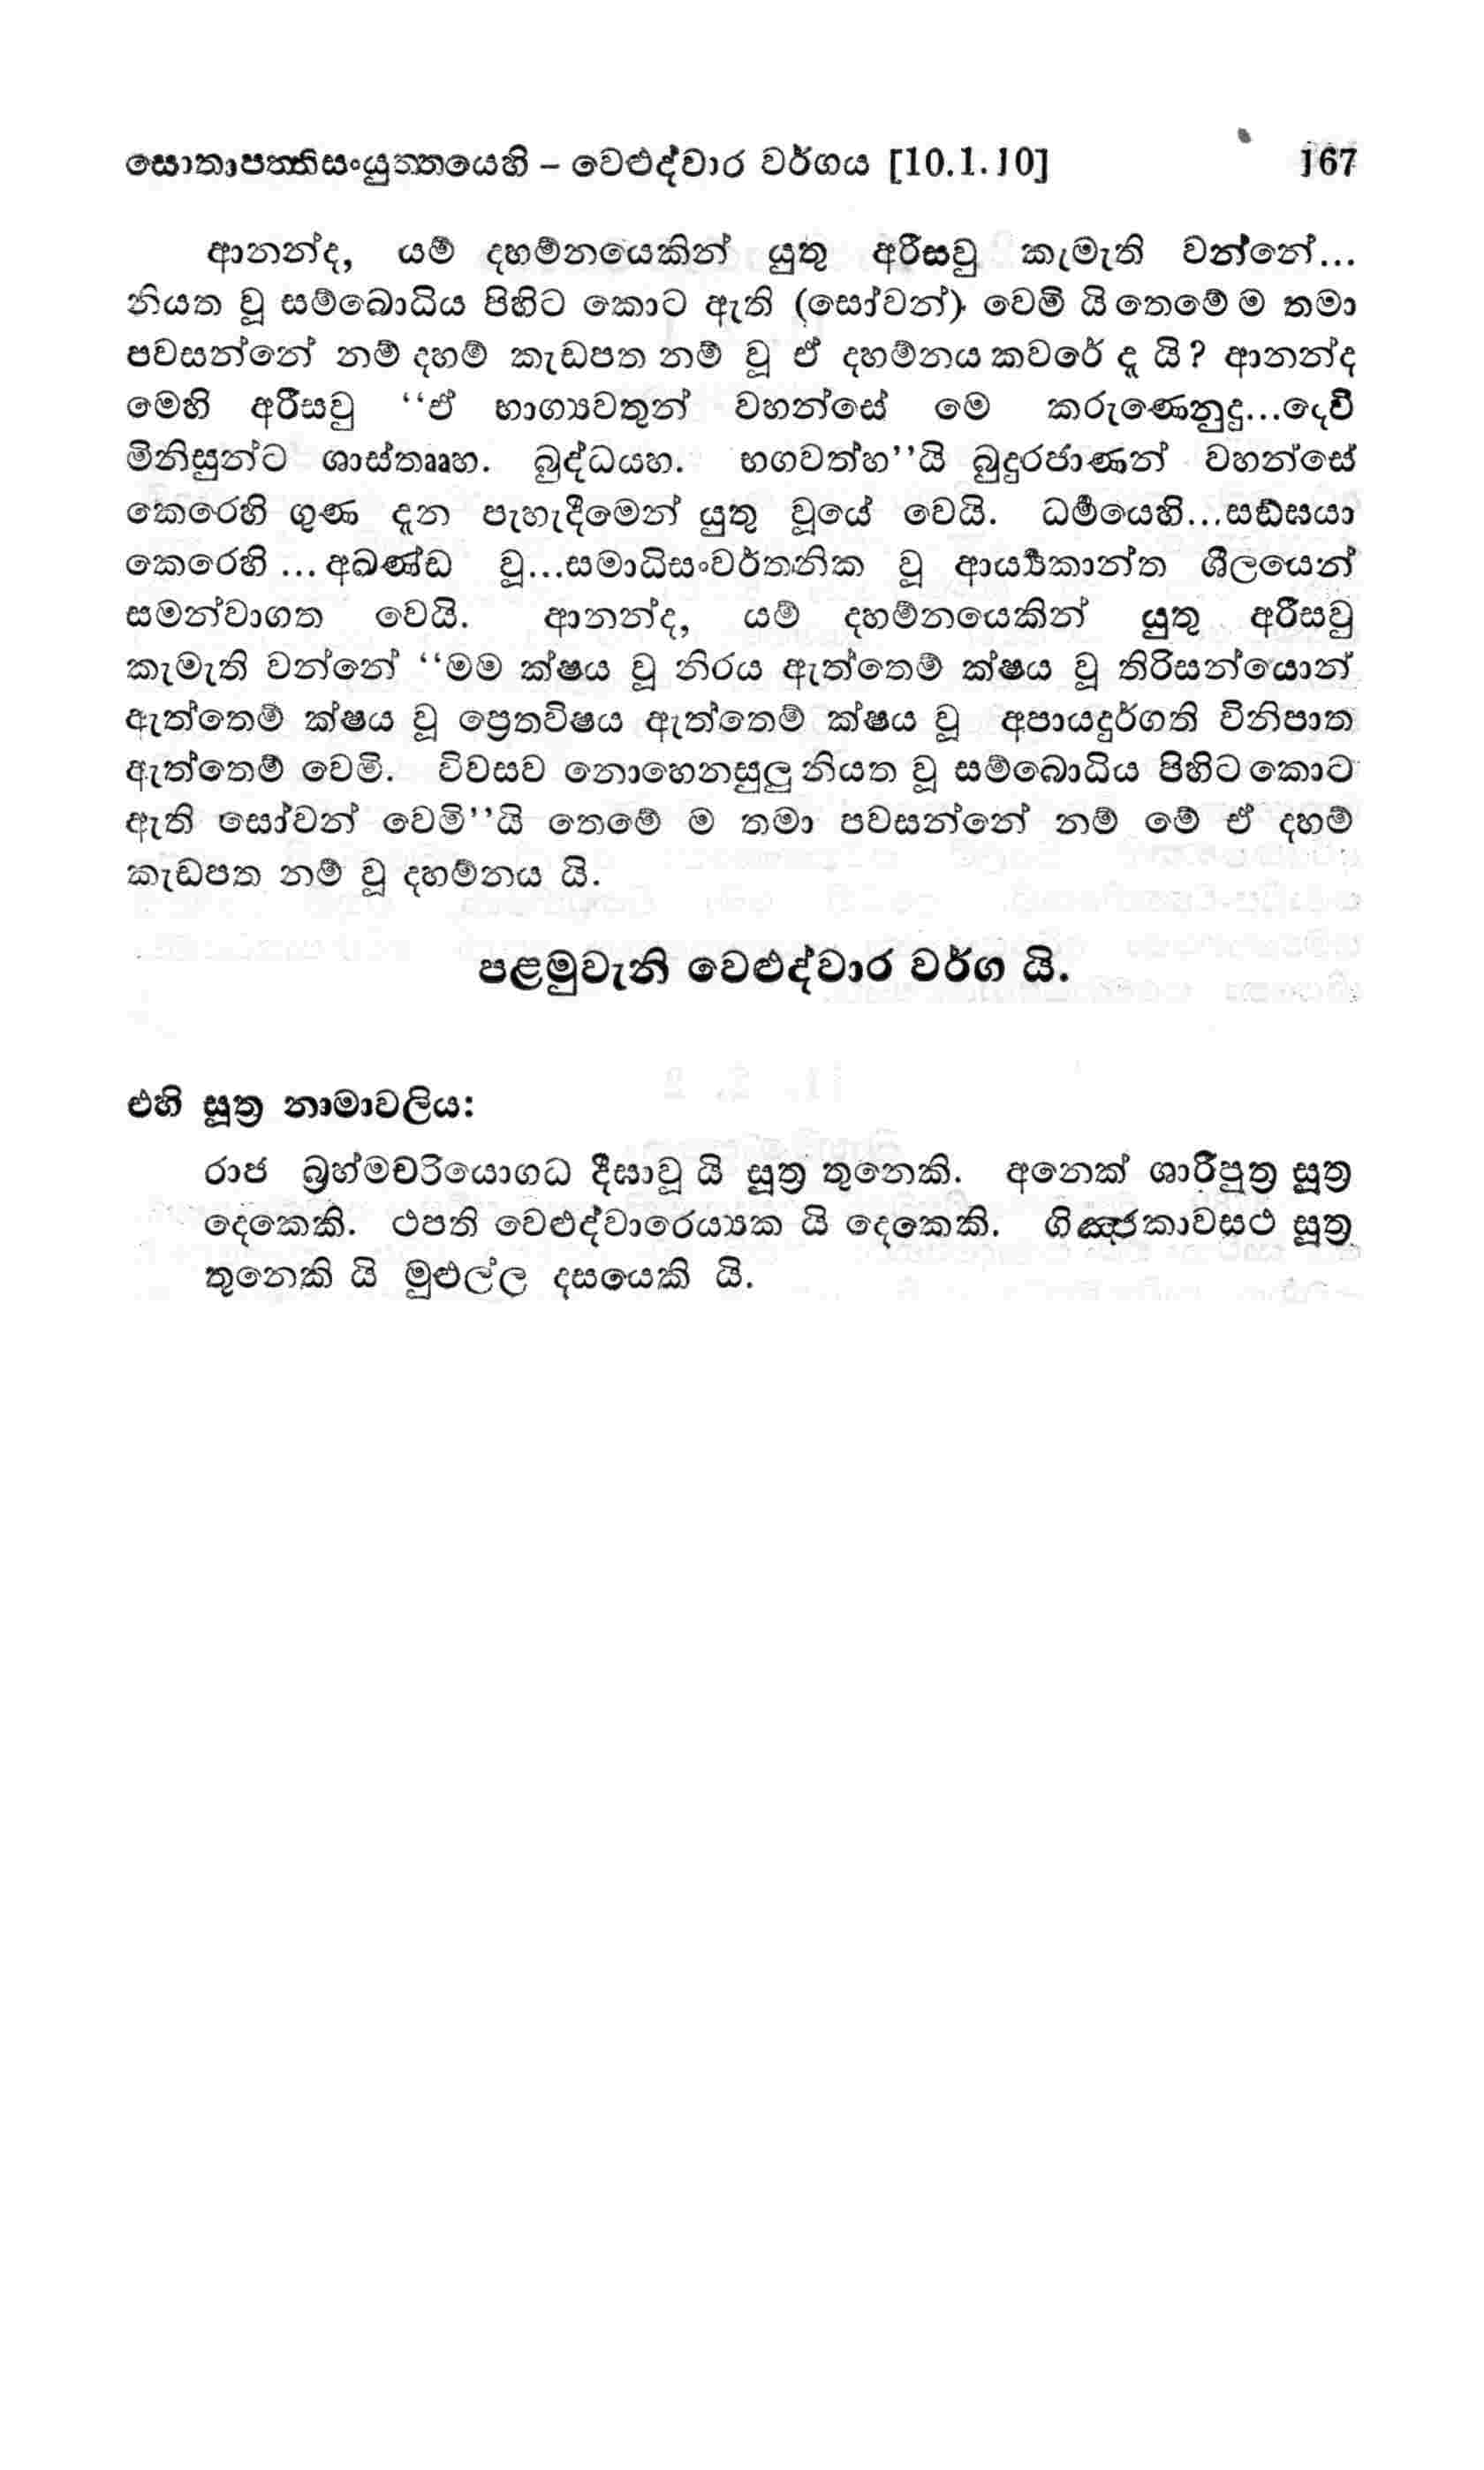 සොතාපත්තිසංයුත්තයෙහි – වෙළුද්වාර වර්ගය [10.1.10] 167
ආනන්ද, යම් දහම්නයෙකින් යුතු අරීසවු කැමැති වන්නේ...
නියත වූ සම්බොධිය පිහිට කොට ඇති (සෝවන්) වෙමි යි තෙමේ ම තමා
පවසන්නේ නම් දහම් කැඩපත නම් වූ ඒ දහම්නය කවරේ දැ යි? ආනන්ද
මෙහි අරීසවු “ඒ භාග්‍යවතුන් වහන්සේ මෙ කරුණෙනුදු...දෙවි
මිනිසුන්ට ශාස්තෲහ. බුද්ධයහ. භගවත්හ”යි බුදුරජාණන් වහන්සේ
කෙරෙහි ගුණ දැන පැහැදීමෙන් යුතු වූයේ වෙයි. ධර්‍මයෙහි...සඞ්ඝයා
කෙරෙහි ... අඛණ්ඩ වූ...සමාධිසංවර්තනික වූ ආර්‍ය්‍යකාන්ත ශීලයෙන්
සමන්වාගත වෙයි. ආනන්ද, යම් දහම්නයෙකින් යුතු අරීසවු
කැමැති වන්නේ “මම ක්ෂය වූ නිරය ඇත්තෙම් ක්ෂය වූ තිරිසන්යොන්
ඇත්තෙම් ක්ෂය වූ ප්‍රෙතවිෂය ඇත්තෙම් ක්ෂය වූ අපායදුර්ගති විනිපාත
ඇත්තෙම් වෙමි. විවසව නොහෙනසුලු නියත වූ සම්බොධිය පිහිට කොට
ඇති සෝවන් වෙමි”යි තෙමේ ම තමා පවසන්නේ නම් මේ ඒ දහම්
කැඩපත නම් වූ දහම්නය යි.
පළමුවැනි වෙළුද්වාර වර්ග යි.
එහි සූත්‍ර නාමාවලිය:
රාජ බ්‍රහ්මචරියොගධ දීඝාවූ යි සූත්‍ර තුනෙකි. අනෙක් ශාරීපුත්‍ර සූත්‍ර
දෙකෙකි. ථපති වෙළුද්වාරෙය්‍යක යි දෙකෙකි. ගිඤ්ජකාවසථ සූත්‍ර
තුනෙකි යි මුළුල්ල දසයෙකි යි.